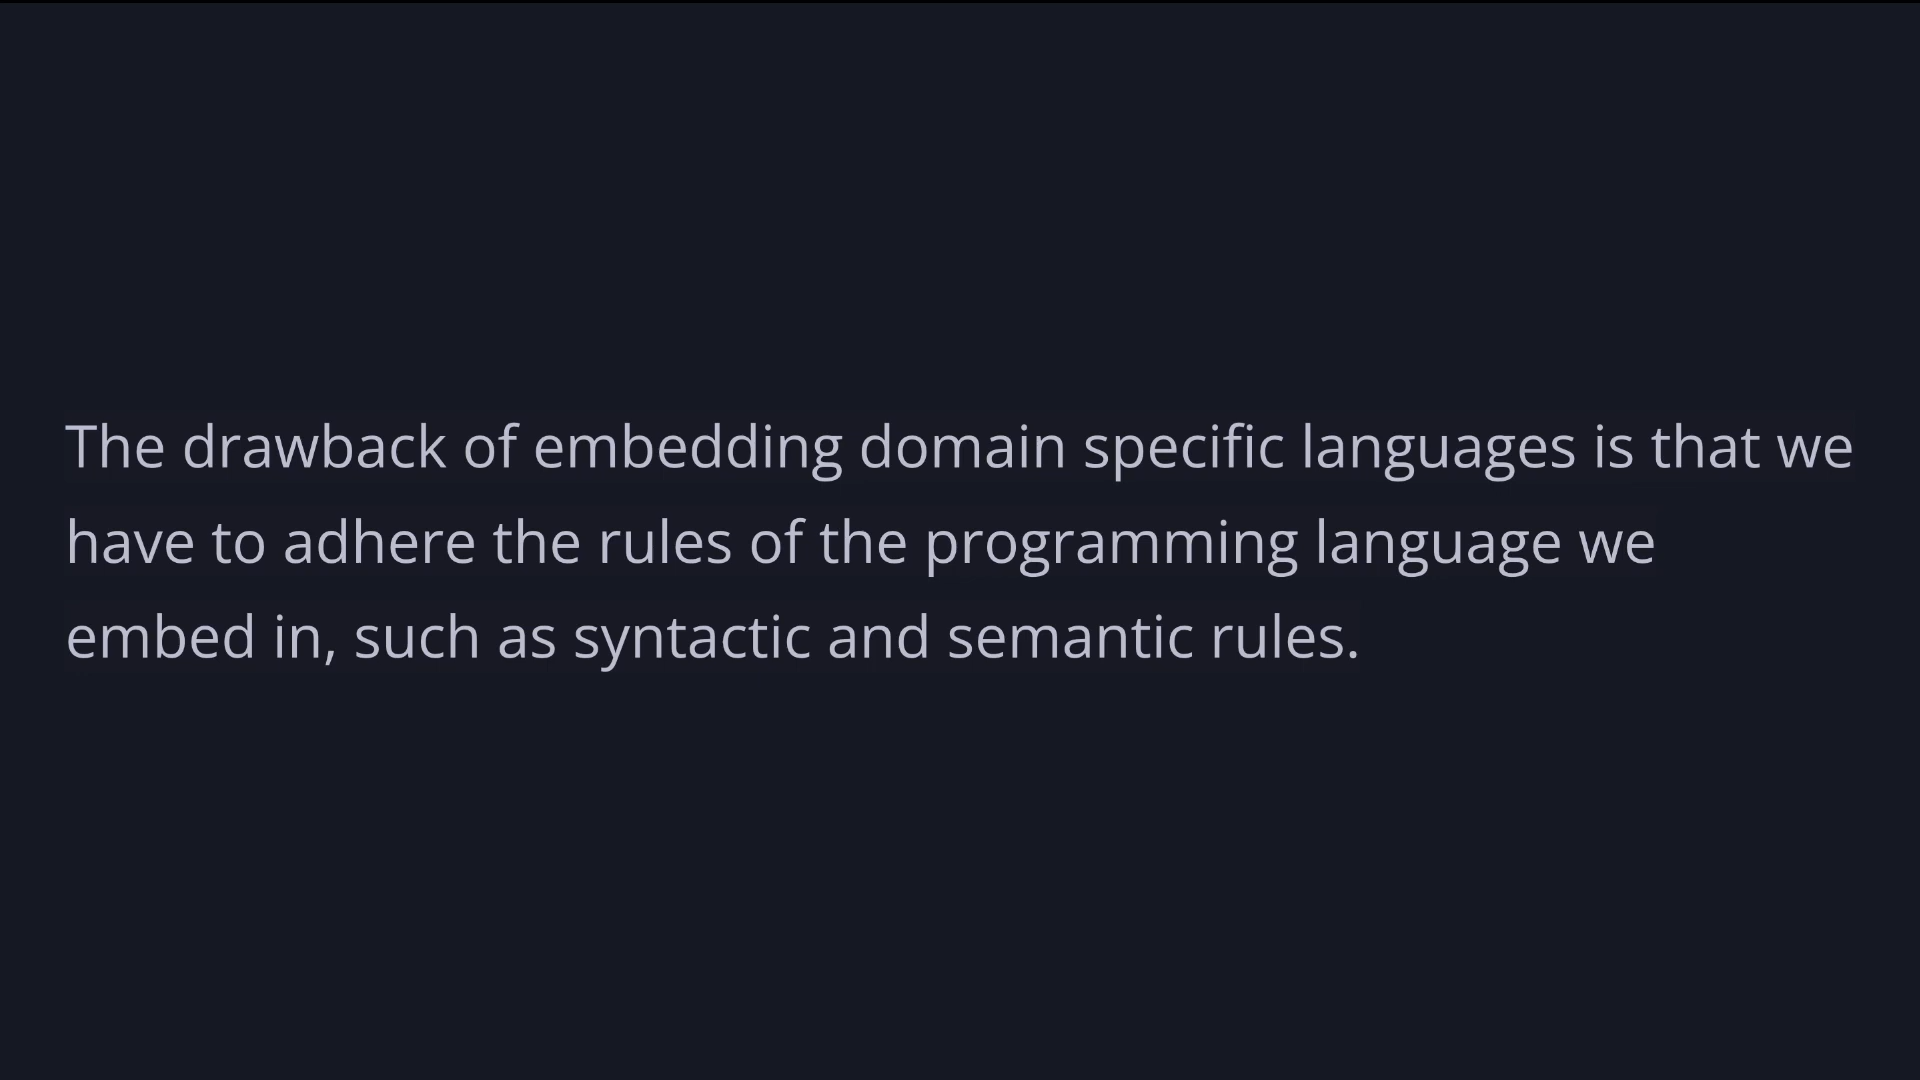 The drawback of embedding domain specific languages is that we
have to adhere the rules of the programming language we
embed in, such as syntactic and semantic rules.